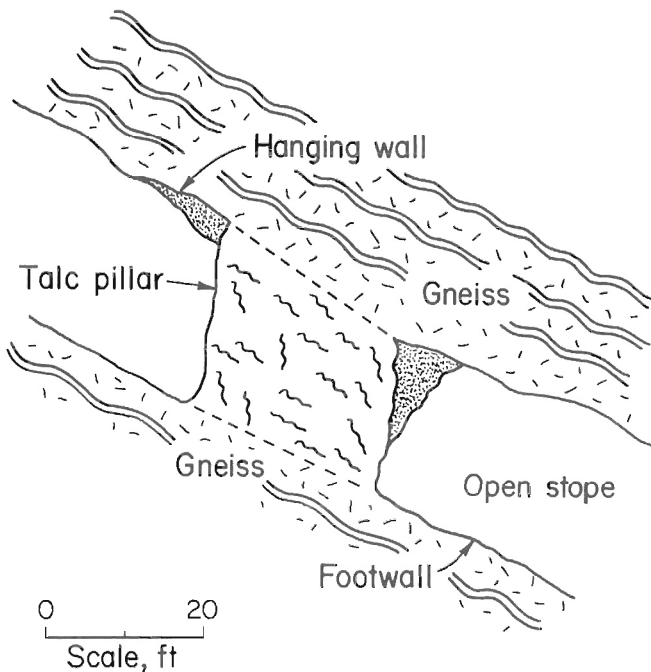 Hanging wall
Talc pillar
Gneiss
Gneiss
Open stope
Footwall
0 20
Scale, ft